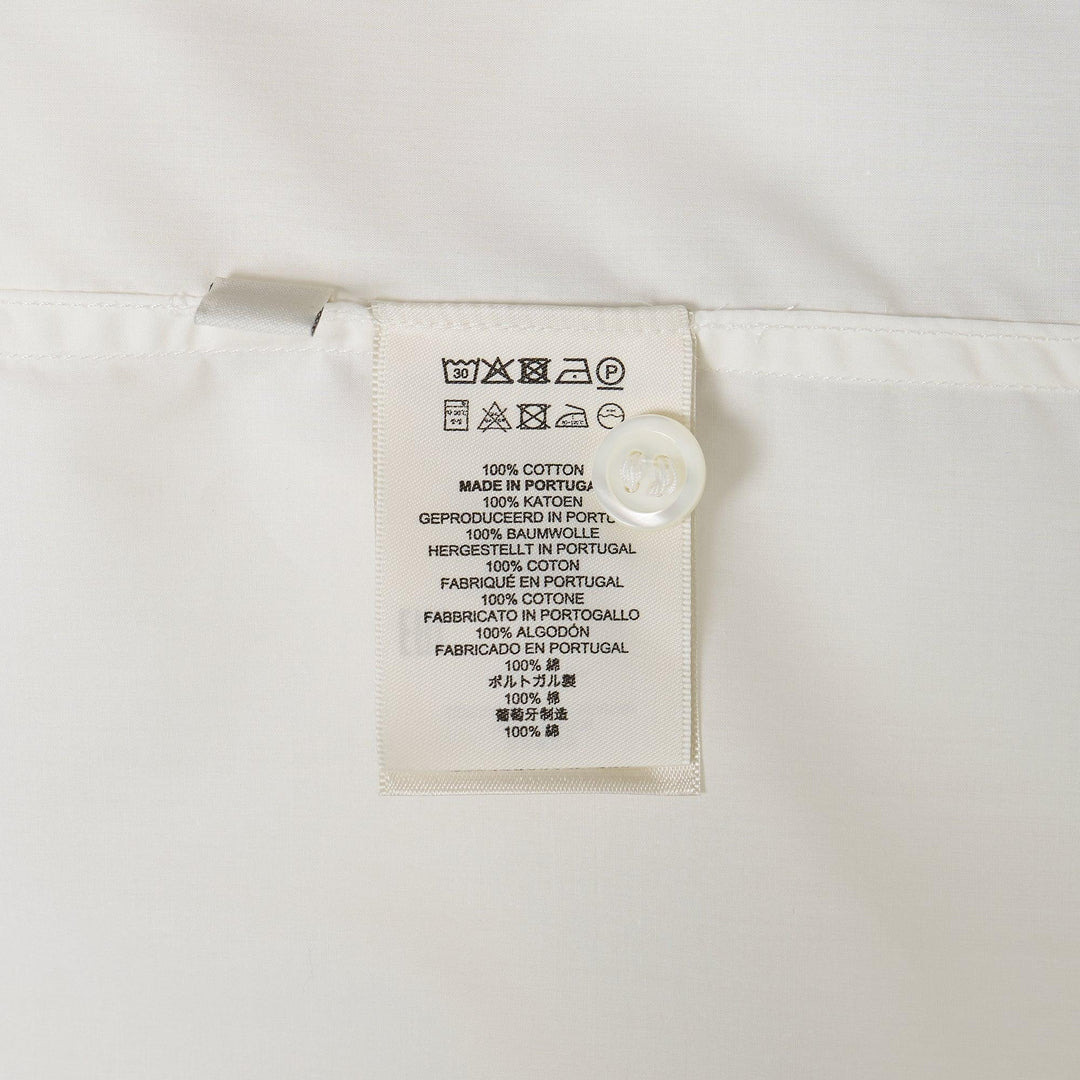 30 P
100% COTTON
MADE IN PORTUGA
100% KATOEN
GEPRODUCEERD IN
100% BAUMWOLLE
HERGESTELLT IN PORTUGAL
100% COTON
FABRIQUÉ EN PORTUGAL
100% COTONE
FABBRICATO IN PORTOGALLO
100% ALGODÓN
FABRICADO EN PORTUGAL
100% 綿
ポルトガル製
100% 棉
葡萄牙制造
100% 綿